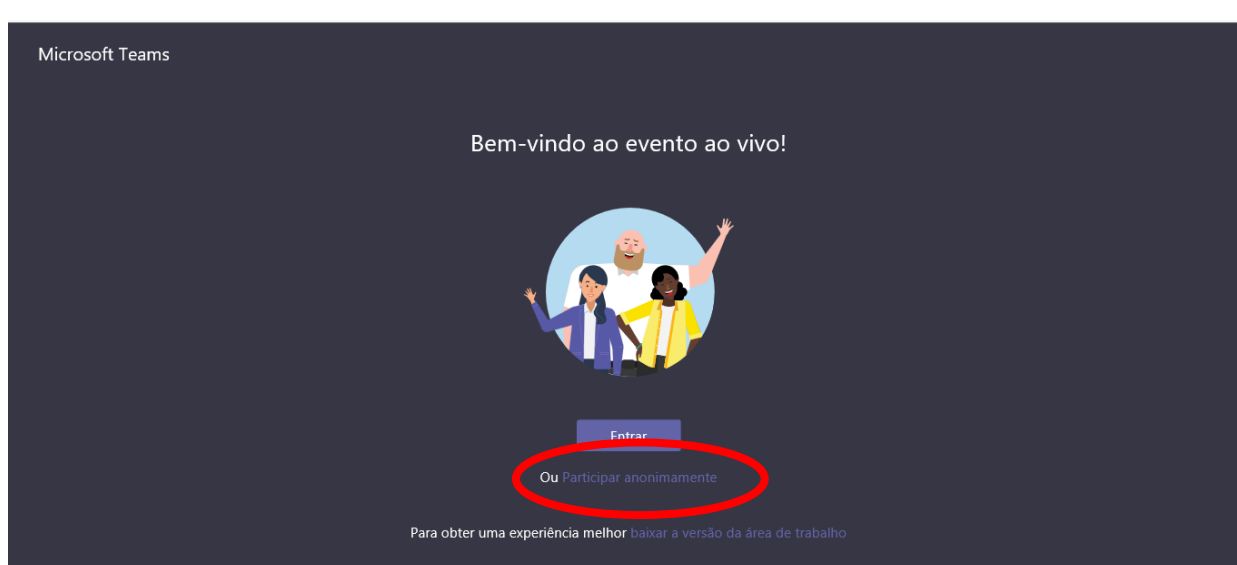 Microsoft Teams
Bem-vindo ao evento ao vivo!
Entrar
Ou Participar anonimamente
Para obter uma experiência melhor baixar a versão da área de trabalho